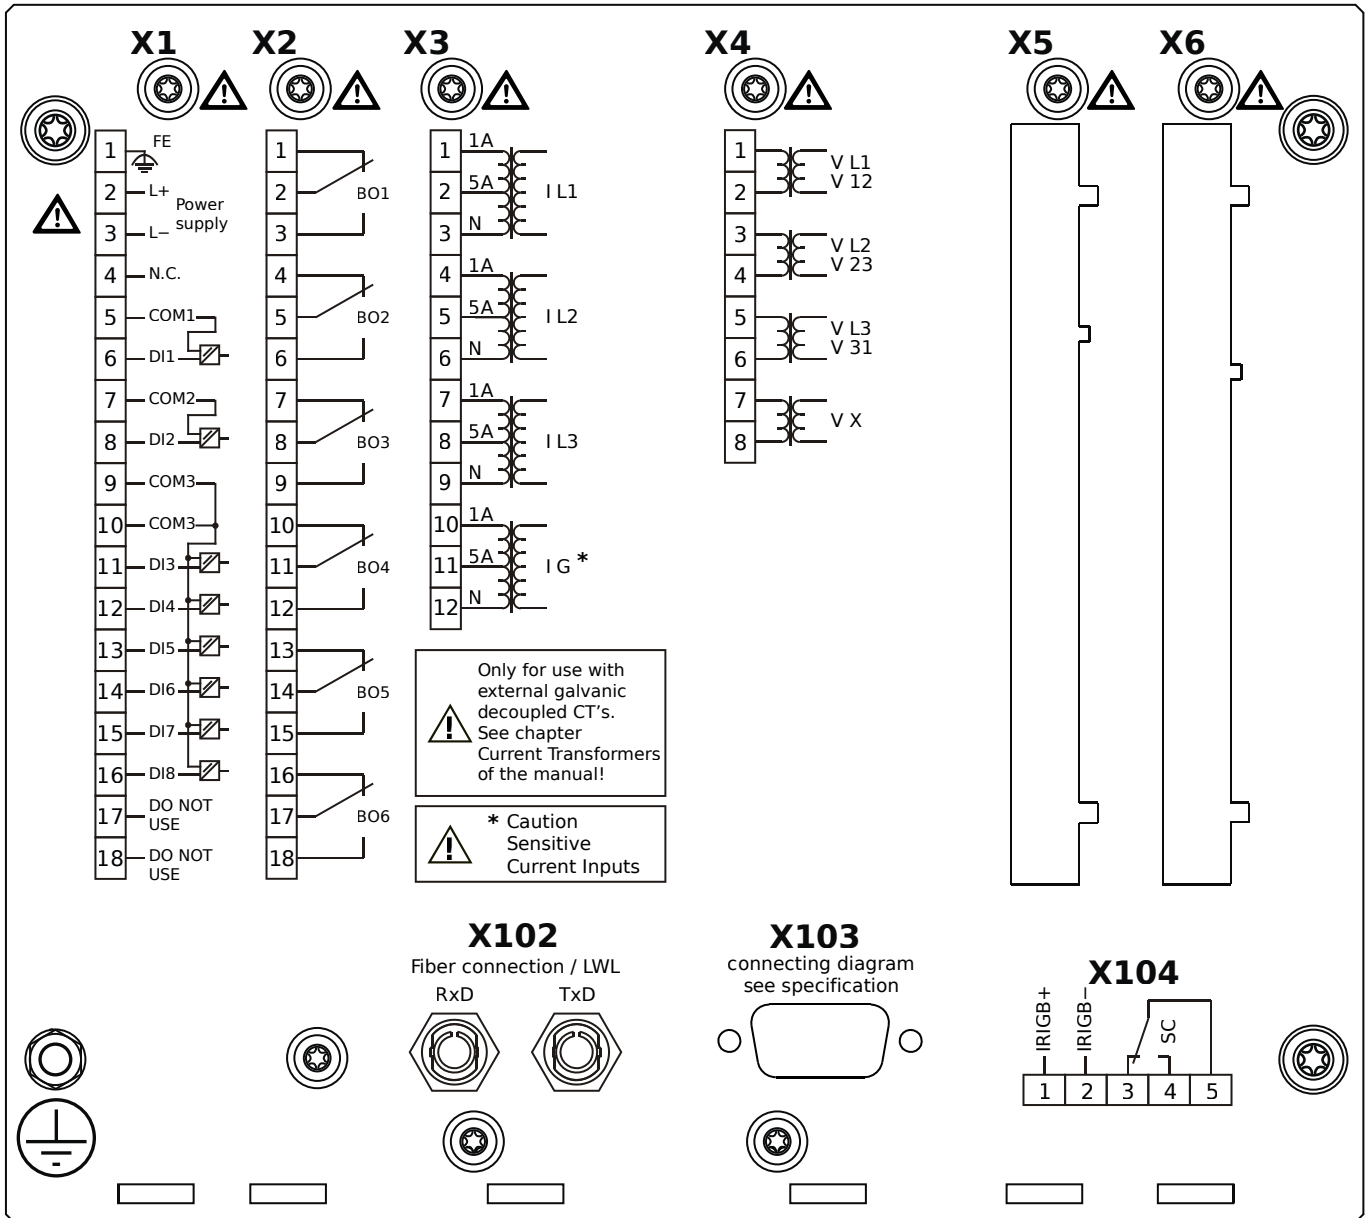 X1
X2
X3
X4
X5
X6
1 FE
2 L+
3 L−
Power
supply
4 N.C.
5 COM1
6 DI1
7 COM2
8 DI2
9 COM3
10 COM3
11 DI3
12 DI4
13 DI5
14 DI6
15 DI7
16 DI8
17 DO NOT
USE
18 DO NOT
USE
1
2 BO1
3
4
5 BO2
6
7
8 BO3
9
10
11 BO4
12
13
14 BO5
15
16
17 BO6
18
1 1A
2 5A I L1
3 N
4 1A
5 5A I L2
6 N
7 1A
8 5A I L3
9 N
10 1A
11 5A I G *
12 N
Only for use with
external galvanic
decoupled CT's.
See chapter
Current Transformers
of the manual!
* Caution
Sensitive
Current Inputs
1 V L1
2 V 12
3 V L2
4 V 23
5 V L3
6 V 31
7 V X
8
X102
Fiber connection / LWL
RxD TxD
X103
connecting diagram
see specification
X104
IRIGB+
IRIGB−
SC
1 2 3 4 5